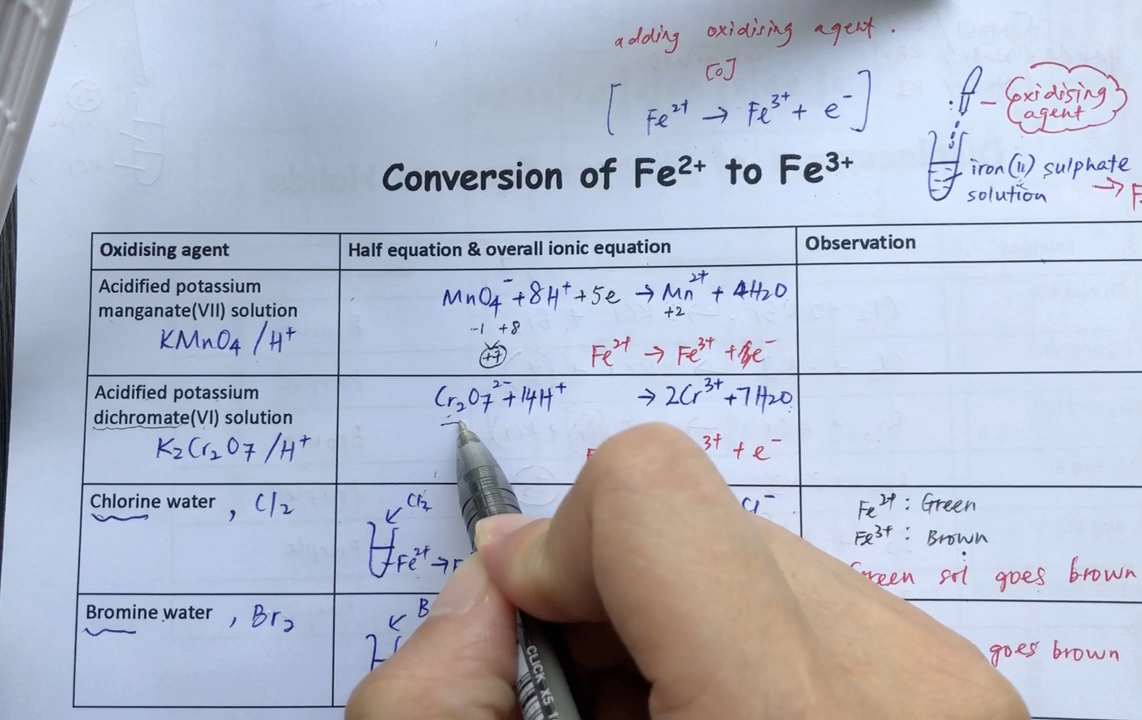 adding oxidising agent.
[O]
[ Fe²⁺ → Fe³⁺ + e⁻ ]
oxidising
agent
iron(ii) sulphate
solution
→ F
Conversion of Fe2+ to Fe3+
Oxidising agent
Half equation & overall ionic equation
Observation
Acidified potassium
manganate(VII) solution
KMnO4 /H⁺
MnO4⁻ + 8H⁺ + 5e → Mn²⁺ + 4H2O
-1 +8
+2
+7
Fe²⁺ → Fe³⁺ + e⁻
Acidified potassium
dichromate(VI) solution
K2Cr2O7 /H⁺
Cr2O7²⁻ + 14H⁺ → 2Cr³⁺ + 7H2O
3+ + e⁻
Chlorine water , Cl2
Cl2
Fe²⁺ → F
Cl⁻
Fe²⁺ : Green
Fe³⁺ : Brown
Green sol goes brown
Bromine water , Br2
B
goes brown
CLICK X5